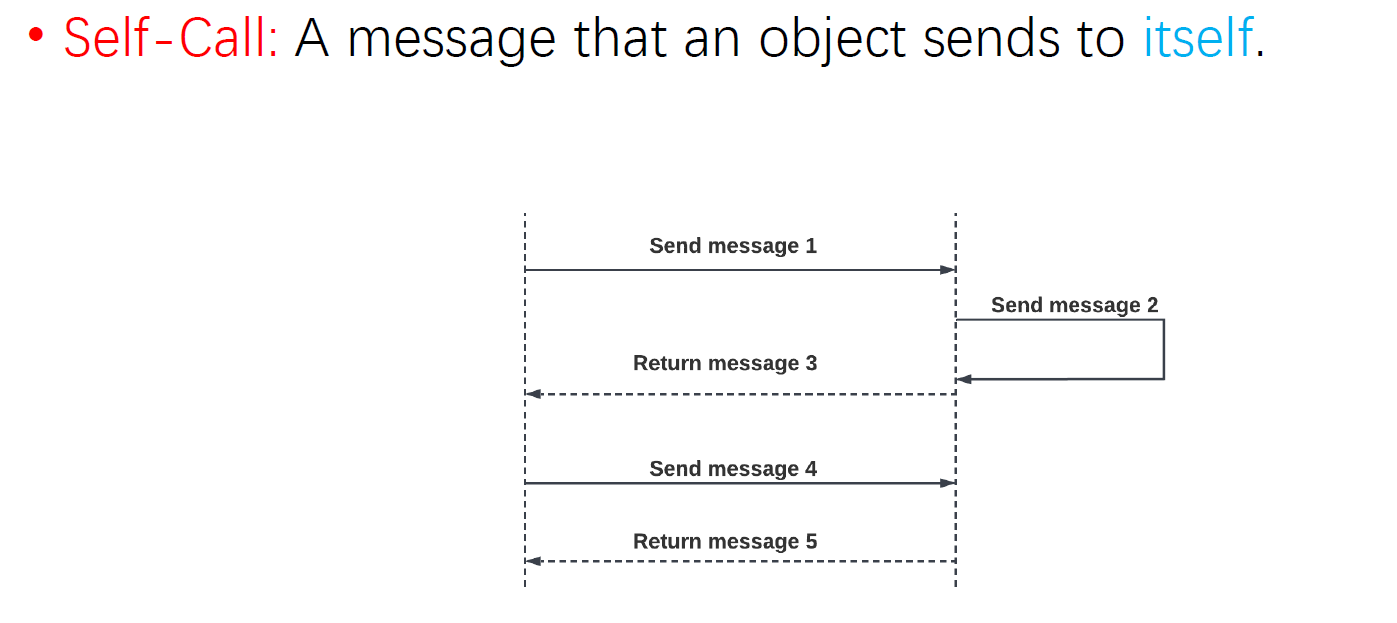 • Self-Call: A message that an object sends to itself.
Send message 1
Send message 2
Return message 3
Send message 4
Return message 5